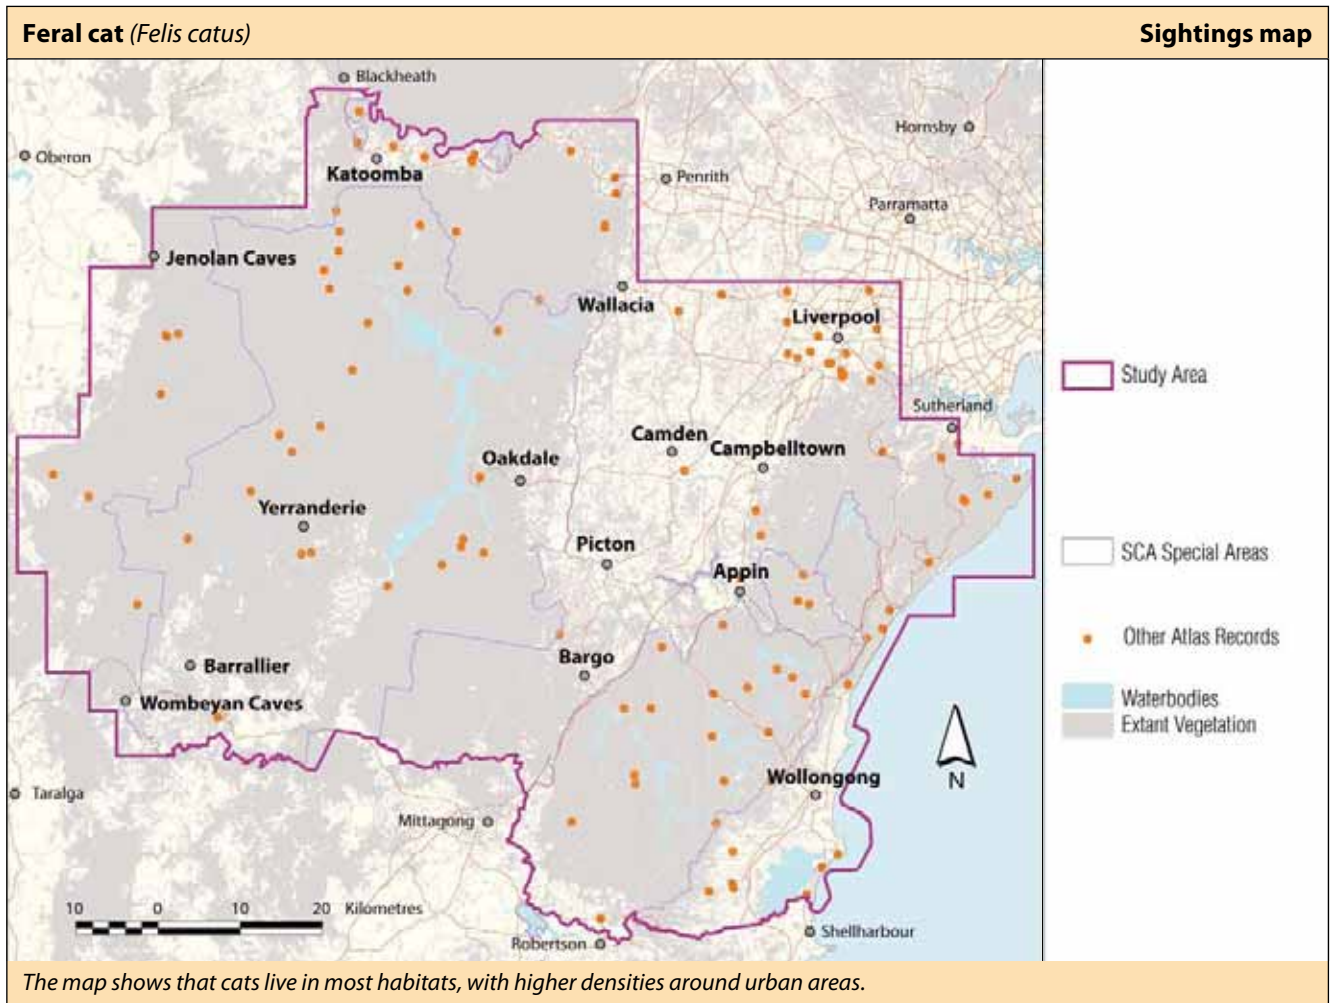 Feral cat (Felis catus) Sightings map
Blackheath
Hornsby
Oberon
Katoomba
Penrith
Parramatta
Jenolan Caves
Wallacia
Liverpool
Study Area
Sutherland
Camden
Campbelltown
Oakdale
Yerranderie
Picton
SCA Special Areas
Appin
Other Atlas Records
Bargo
Barrallier
Waterbodies
Wombeyan Caves
Extant Vegetation
Wollongong
N
Taralga
Mittagong
10 0 10 20 Kilometres
Shellharbour
Robertson
The map shows that cats live in most habitats, with higher densities around urban areas.